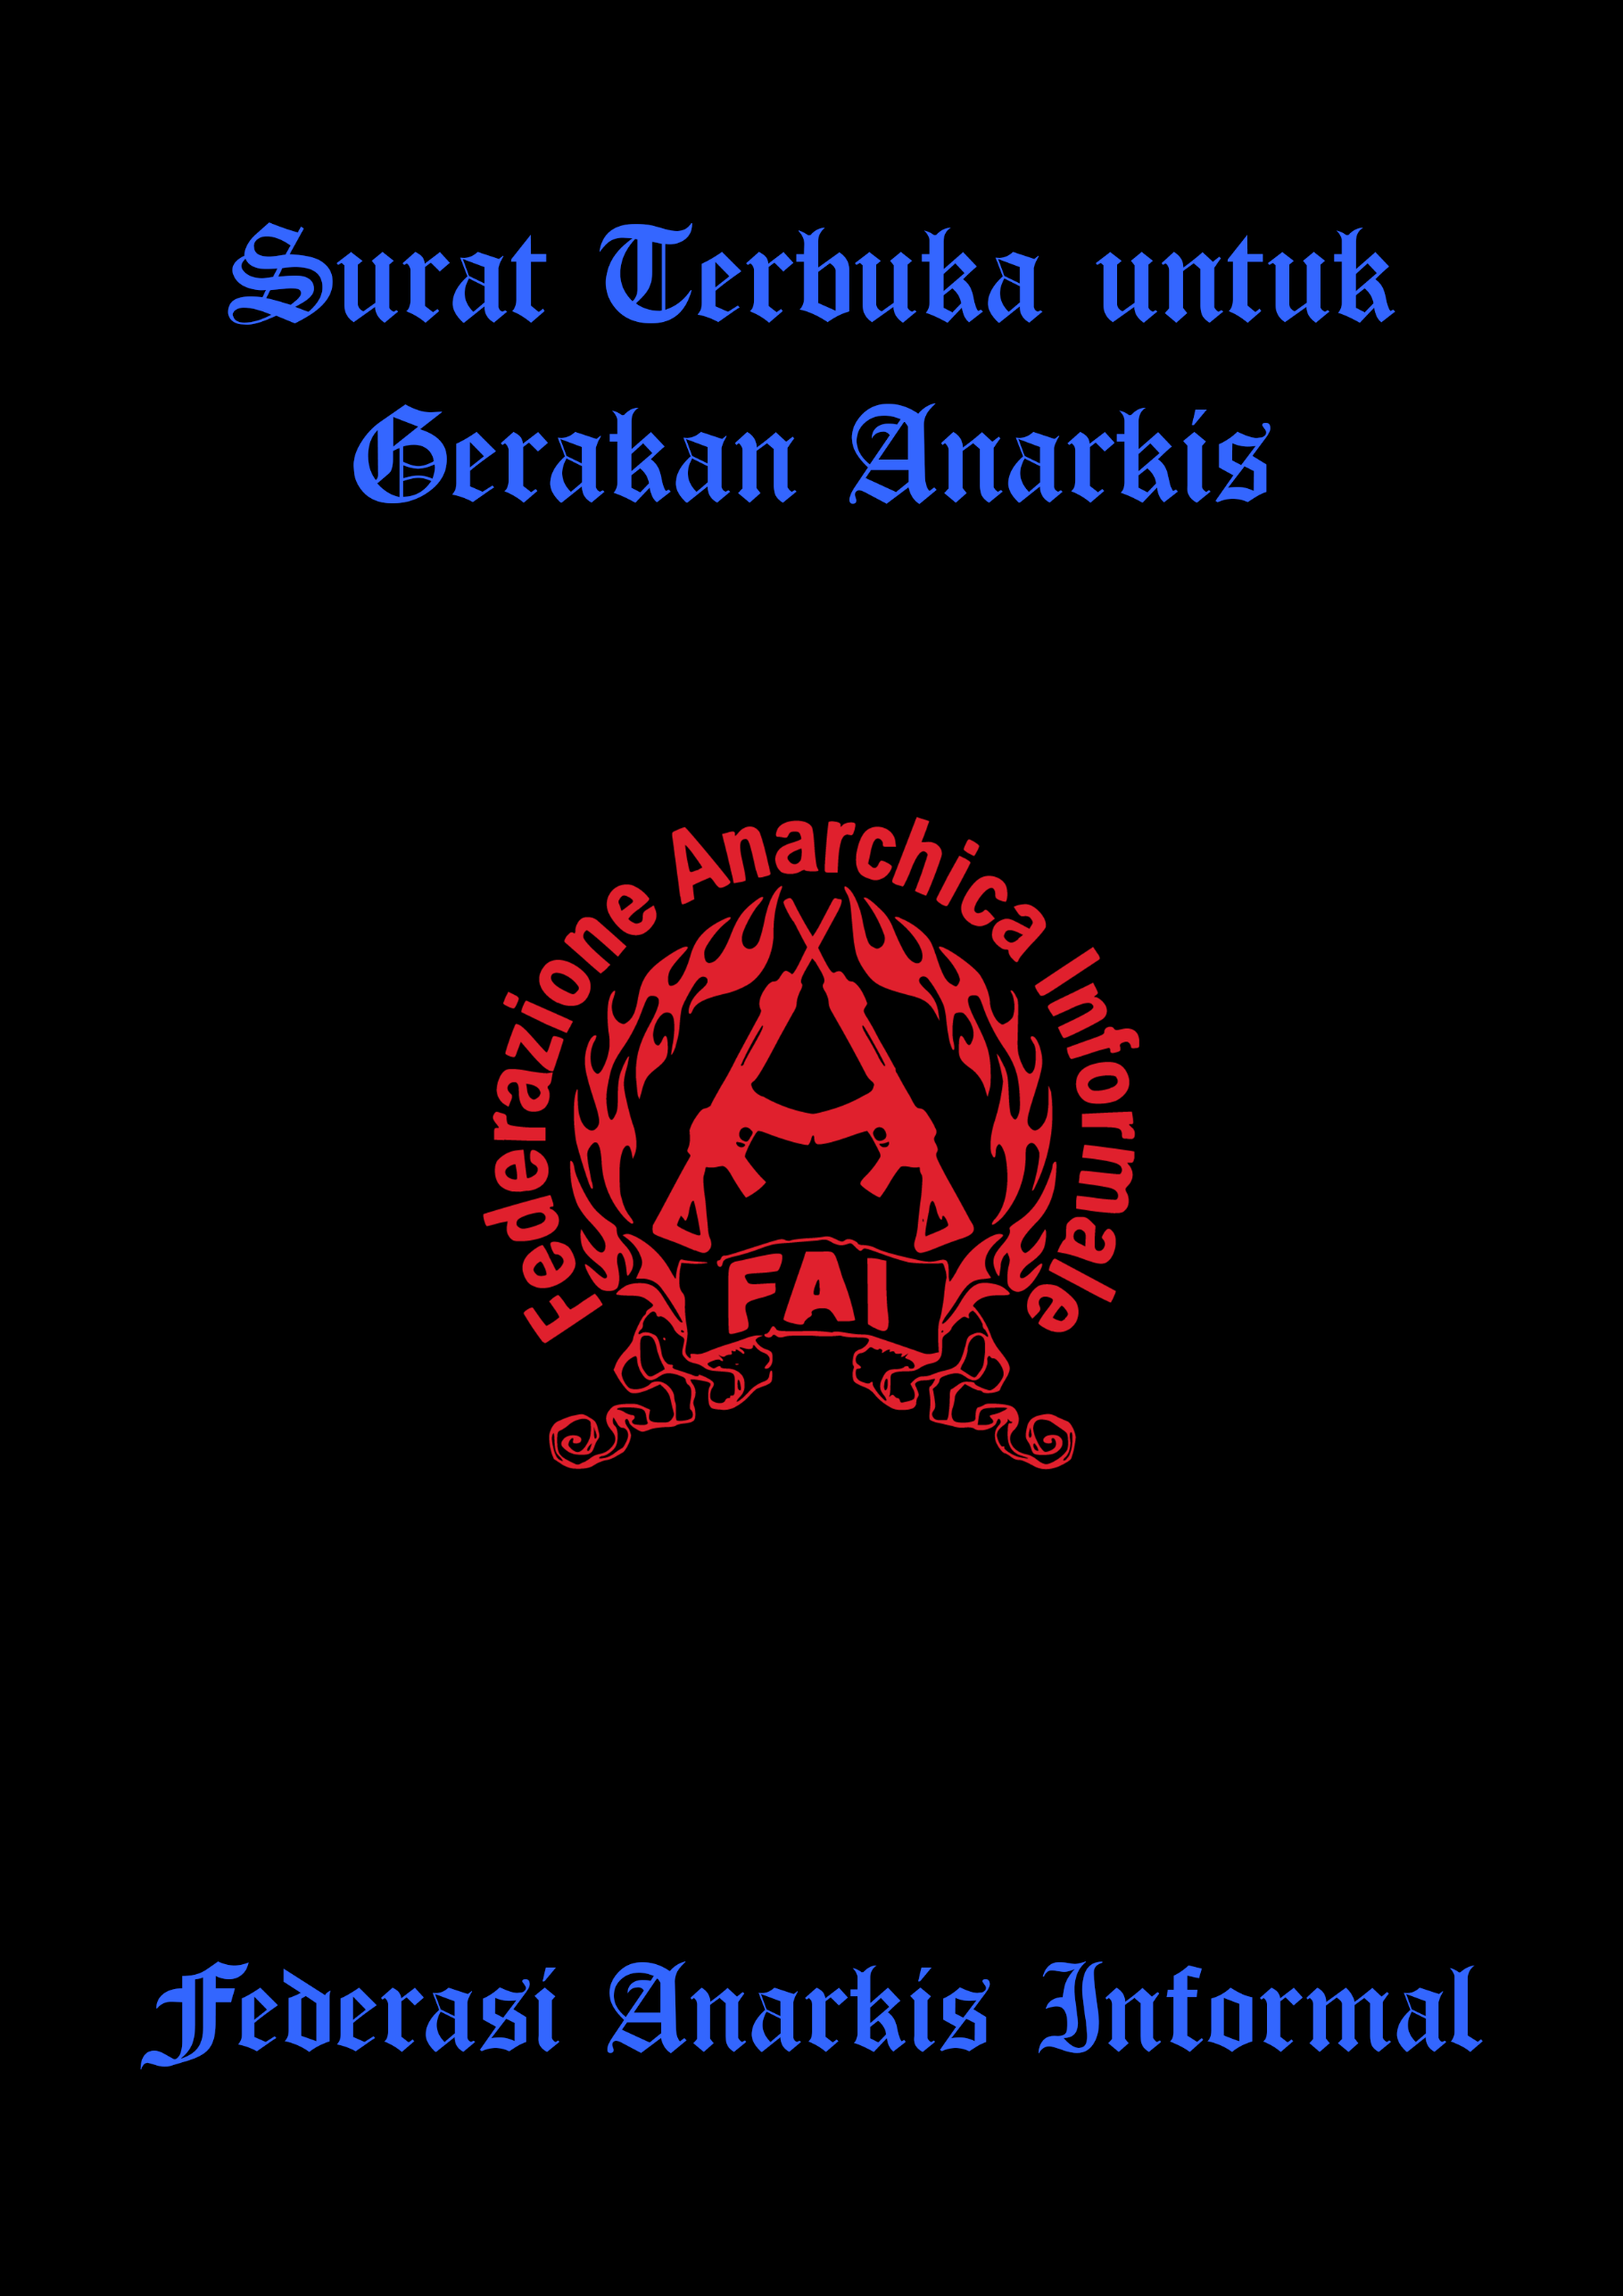 Surat Terbuka untuk
Gerakan Anarkis
Federazione Anarchica Informale
FAI
Federasi Anarkis Informal